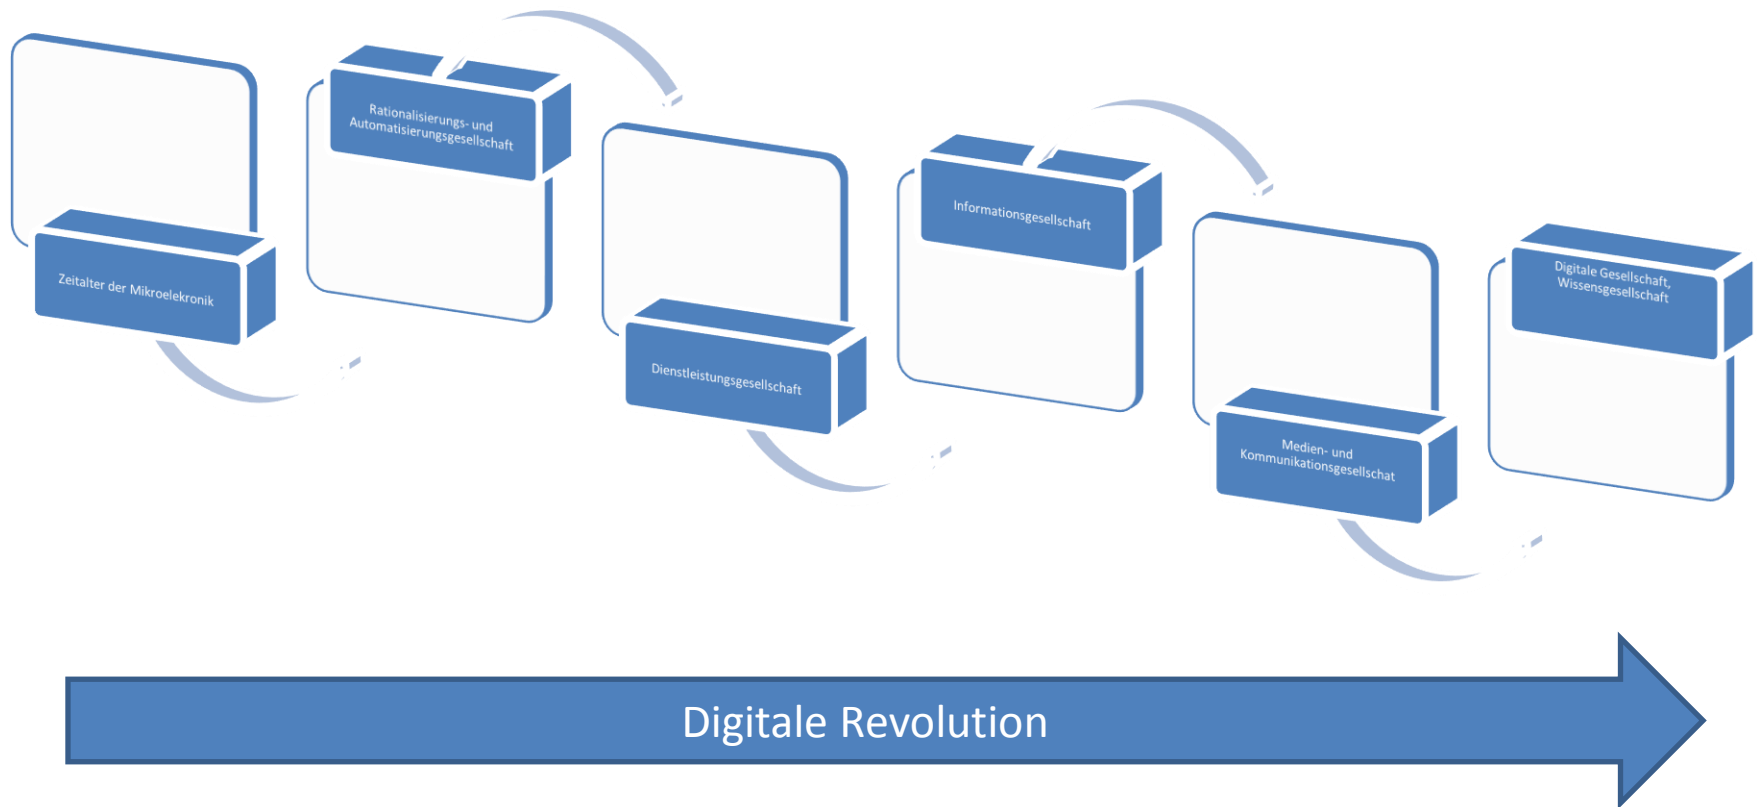 Zeitalter der Mikroelekronik
Rationalisierungs- und
Automatisierungsgesellschaft
Dienstleistungsgesellschaft
Informationsgesellschaft
Medien- und
Kommunikationsgesellschat
Digitale Gesellschaft,
Wissensgesellschaft
Digitale Revolution